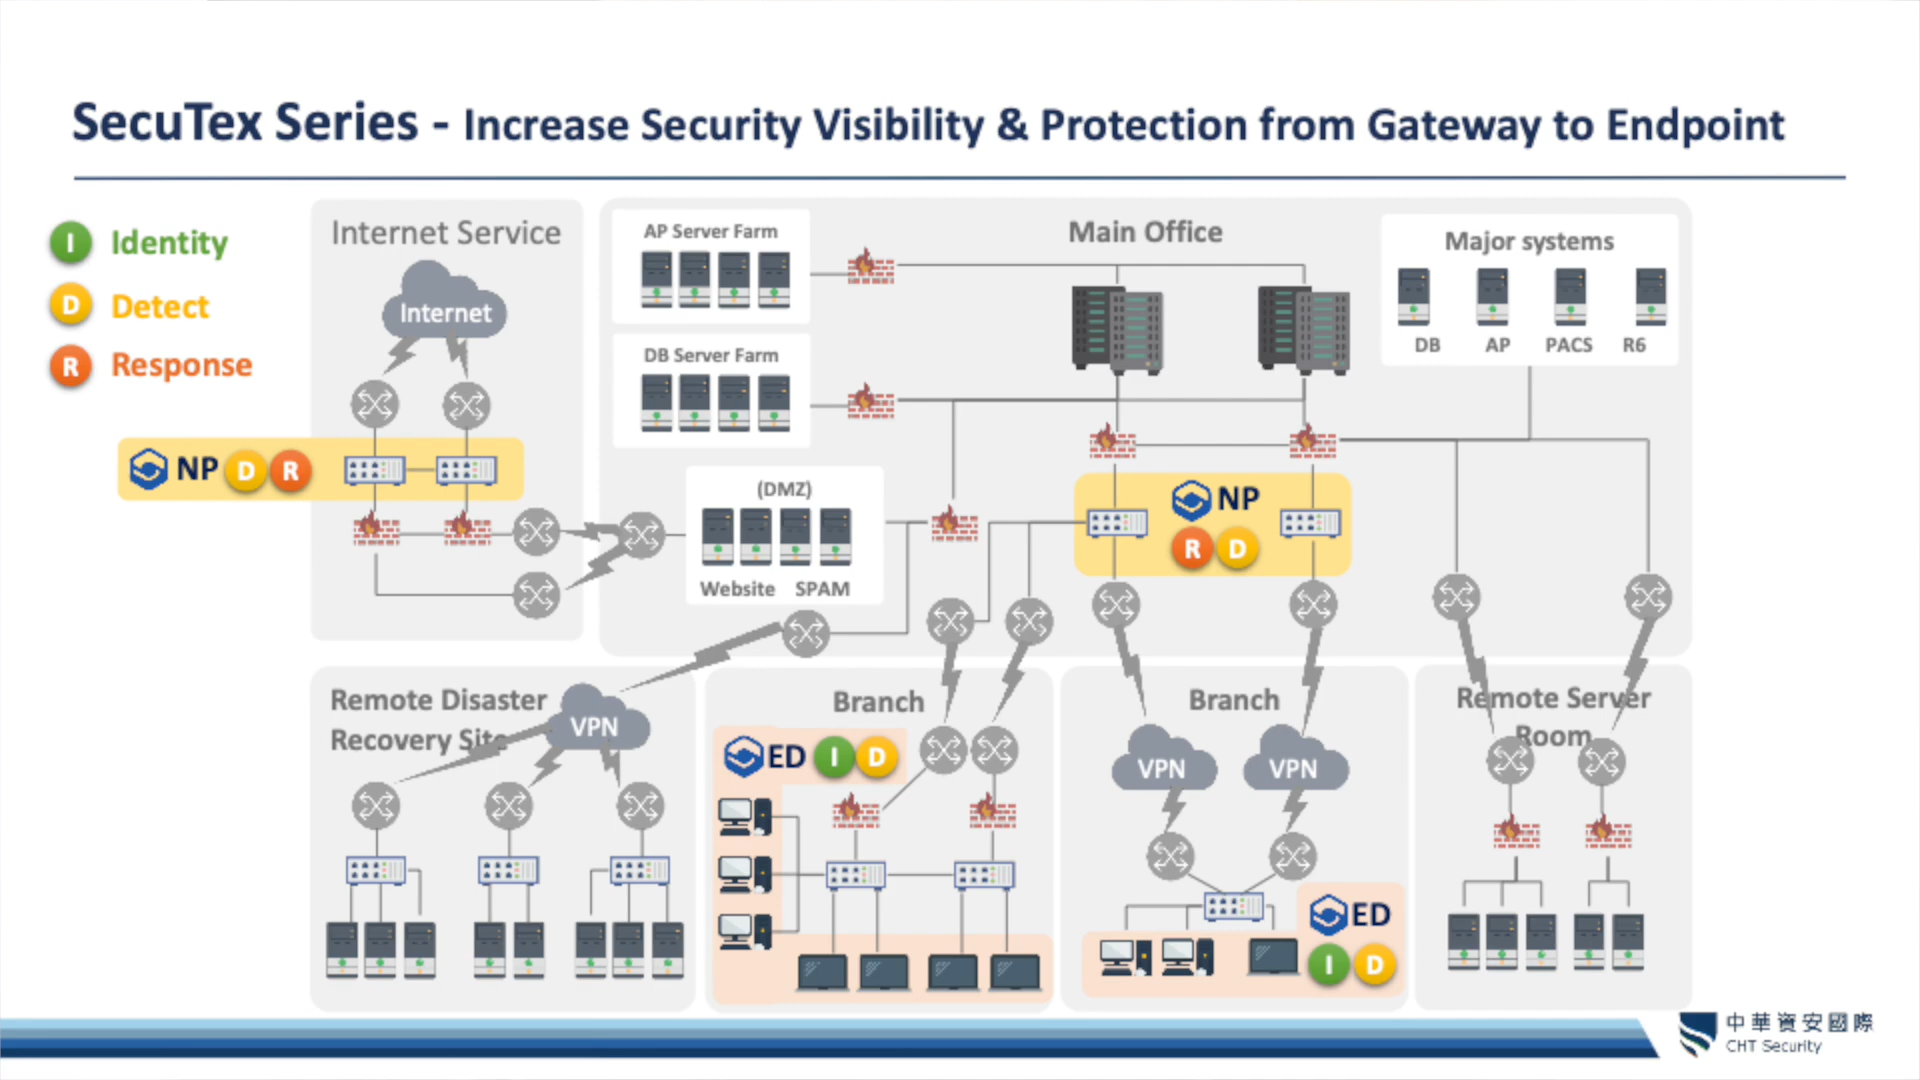 SecuTex Series - Increase Security Visibility & Protection from Gateway to Endpoint
I Identity
D Detect
R Response
Internet Service
Internet
NP D R
AP Server Farm
DB Server Farm
(DMZ)
Website SPAM
Main Office
Major systems
DB AP PACS R6
NP
R D
Remote Disaster
Recovery Site
VPN
Branch
ED I D
Branch
VPN VPN
ED
I D
Remote Server
Room
中華資安國際
CHT Security